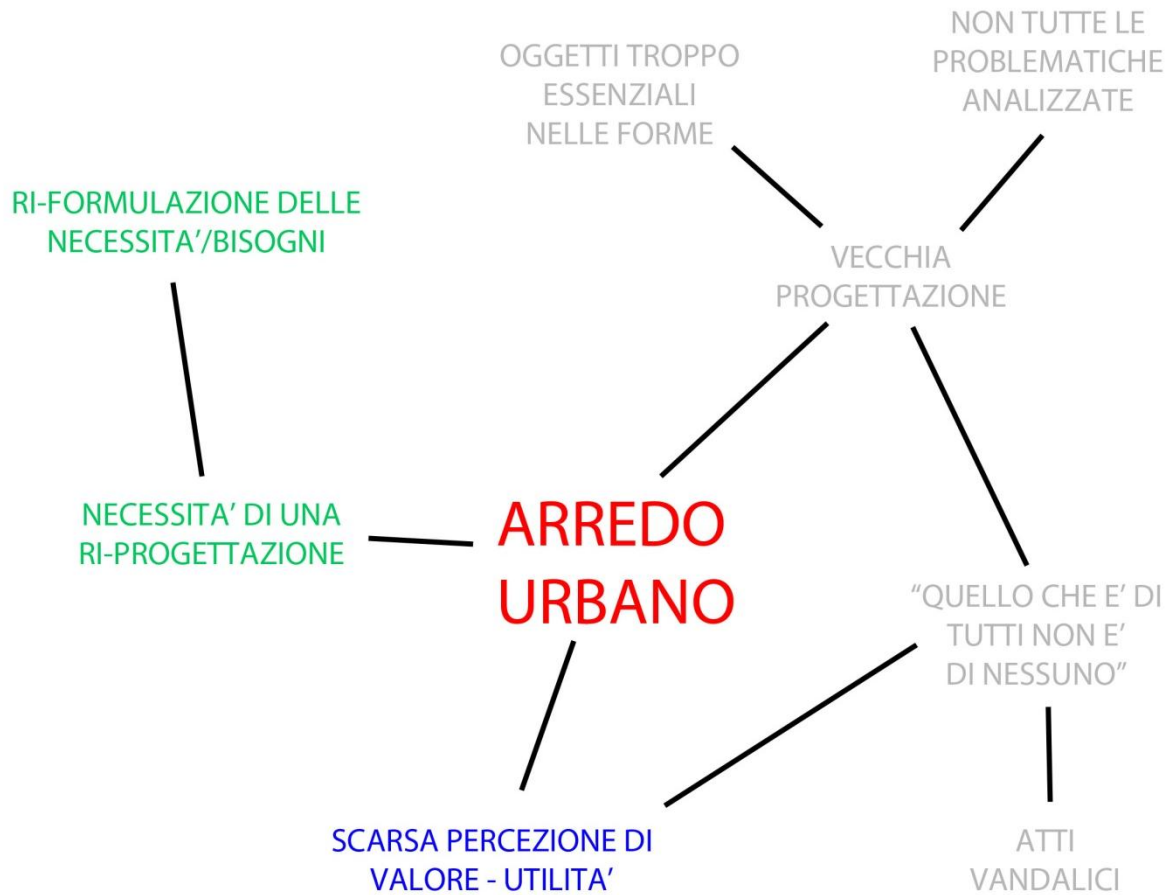 NON TUTTE LE
PROBLEMATICHE
ANALIZZATE
OGGETTI TROPPO
ESSENZIALI
NELLE FORME
RI-FORMULAZIONE DELLE
NECESSITA’/BISOGNI
VECCHIA
PROGETTAZIONE
NECESSITA’ DI UNA
RI-PROGETTAZIONE
ARREDO
URBANO
“QUELLO CHE E’ DI
TUTTI NON E’
DI NESSUNO”
SCARSA PERCEZIONE DI
VALORE - UTILITA’
ATTI
VANDALICI